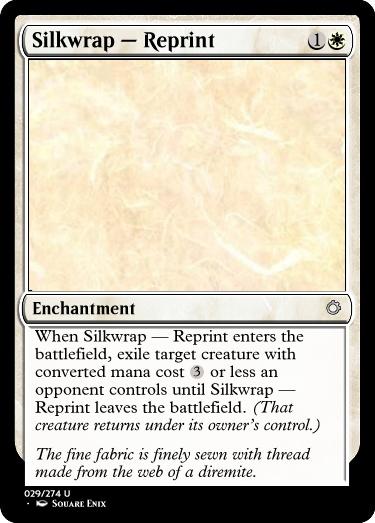 Silkwrap — Reprint 1
Enchantment
When Silkwrap — Reprint enters the
battlefield, exile target creature with
converted mana cost 3 or less an
opponent controls until Silkwrap —
Reprint leaves the battlefield. (That
creature returns under its owner's control.)
The fine fabric is finely sewn with thread
made from the web of a diremite.
029/274 U
· Square Enix